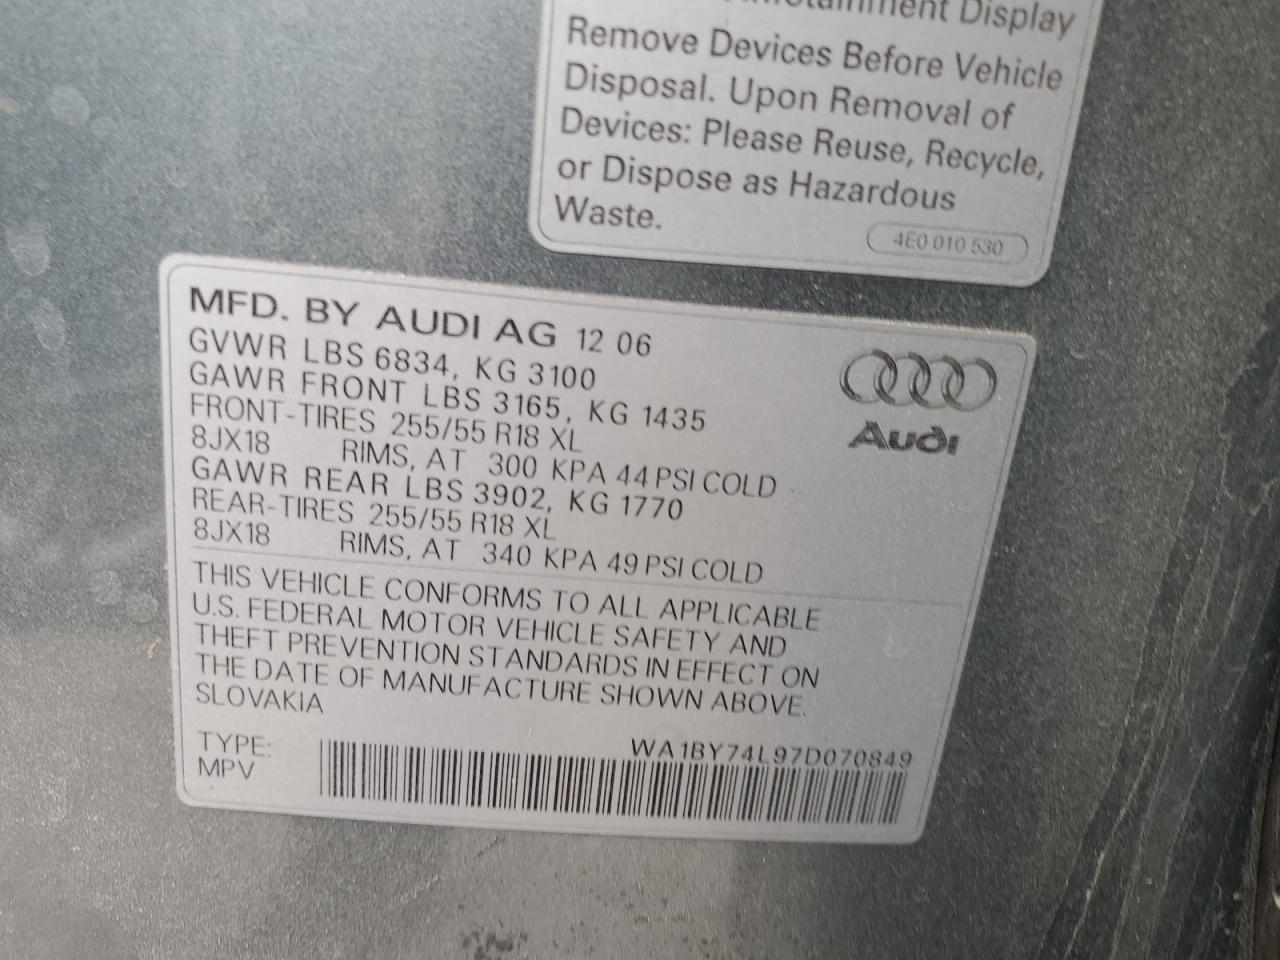 Infotainment Display
Remove Devices Before Vehicle
Disposal. Upon Removal of
Devices: Please Reuse, Recycle,
or Dispose as Hazardous
Waste.
4E0 010 530
MFD. BY AUDI AG 12 06
GVWR LBS 6834, KG 3100
GAWR FRONT LBS 3165, KG 1435
FRONT-TIRES 255/55 R18 XL
8JX18 RIMS, AT 300 KPA 44 PSI COLD
GAWR REAR LBS 3902, KG 1770
REAR-TIRES 255/55 R18 XL
8JX18 RIMS, AT 340 KPA 49 PSI COLD
Audi
THIS VEHICLE CONFORMS TO ALL APPLICABLE
U.S. FEDERAL MOTOR VEHICLE SAFETY AND
THEFT PREVENTION STANDARDS IN EFFECT ON
THE DATE OF MANUFACTURE SHOWN ABOVE.
SLOVAKIA
TYPE: WA1BY74L97D070849
MPV